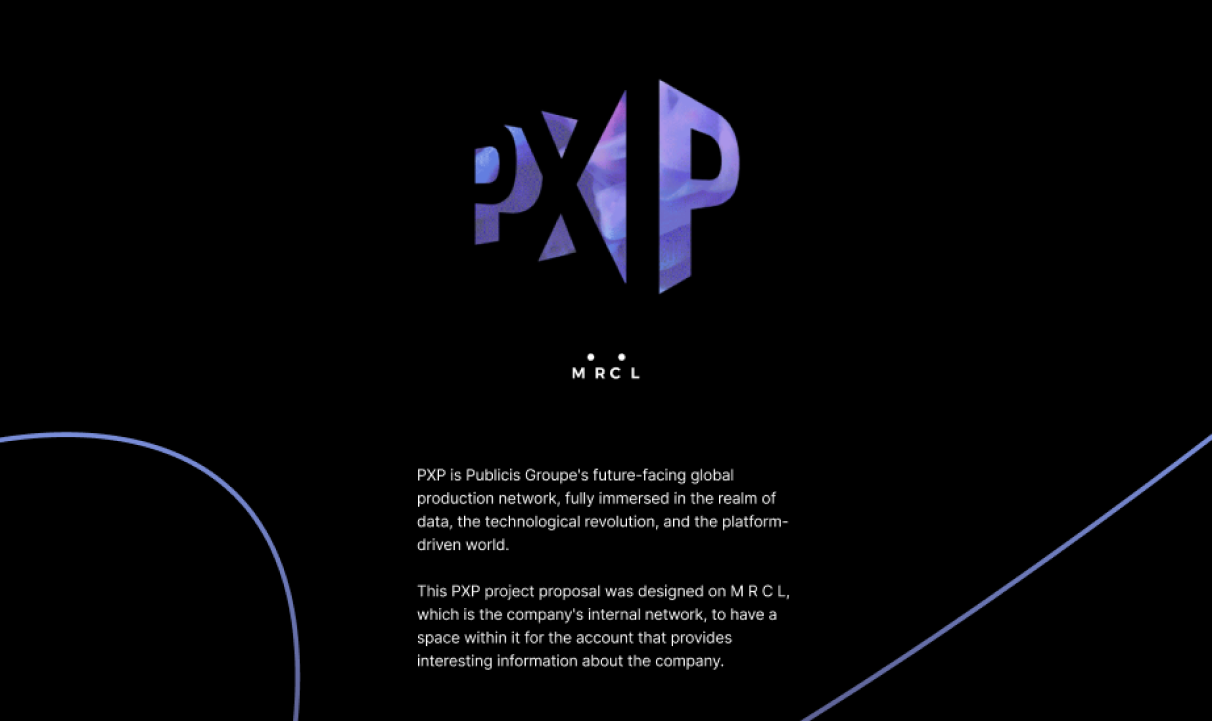 PXP
M RC L
PXP is Publicis Groupe's future-facing global
production network, fully immersed in the realm of
data, the technological revolution, and the platform-
driven world.
This PXP project proposal was designed on M R C L,
which is the company's internal network, to have a
space within it for the account that provides
interesting information about the company.